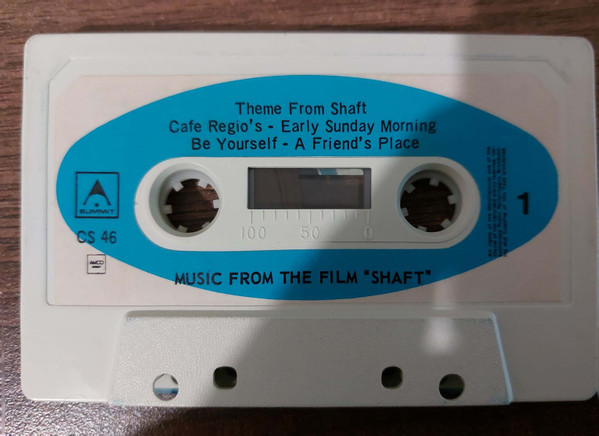 Theme From Shaft
Cafe Regio's - Early Sunday Morning
Be Yourself - A Friend's Place
SUMMIT
CS 46
1
100 50 0
MUSIC FROM THE FILM "SHAFT"